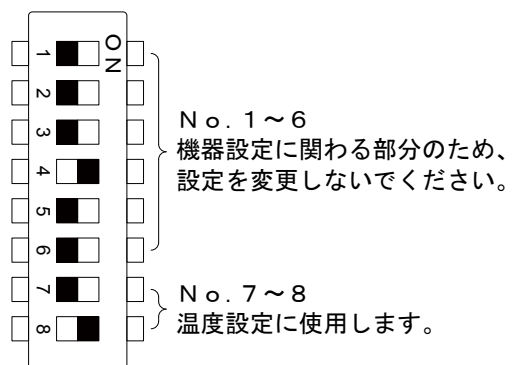 ON
1
2
3
4
5
6
7
8
No.1～6
機器設定に関わる部分のため、
設定を変更しないでください。
No.7～8
温度設定に使用します。